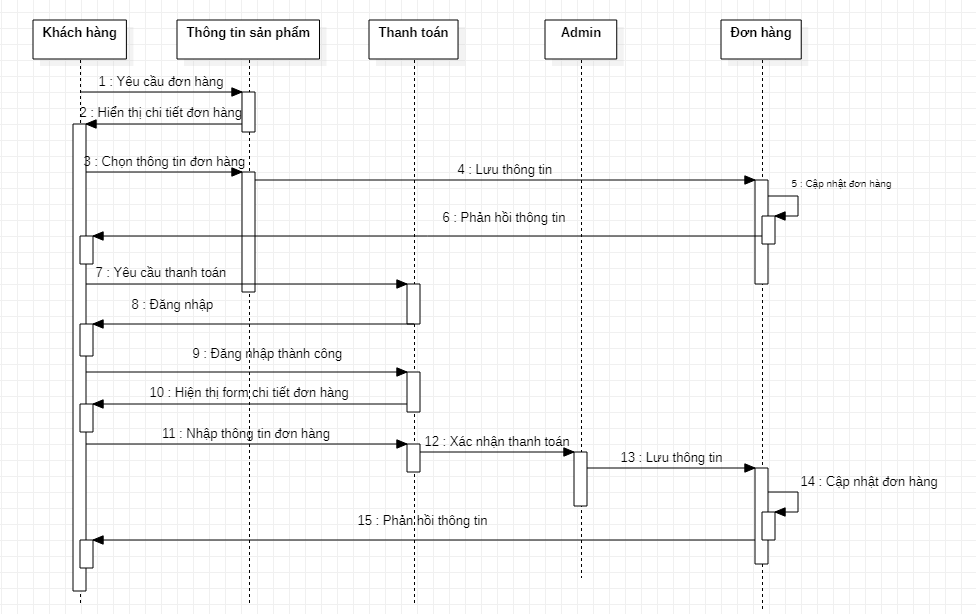 Khách hàng
Thông tin sản phẩm
Thanh toán
Admin
Đơn hàng
1 : Yêu cầu đơn hàng
2 : Hiển thị chi tiết đơn hàng
3 : Chọn thông tin đơn hàng
4 : Lưu thông tin
5 : Cập nhật đơn hàng
6 : Phản hồi thông tin
7 : Yêu cầu thanh toán
8 : Đăng nhập
9 : Đăng nhập thành công
10 : Hiện thị form chi tiết đơn hàng
11 : Nhập thông tin đơn hàng
12 : Xác nhận thanh toán
13 : Lưu thông tin
14 : Cập nhật đơn hàng
15 : Phản hồi thông tin